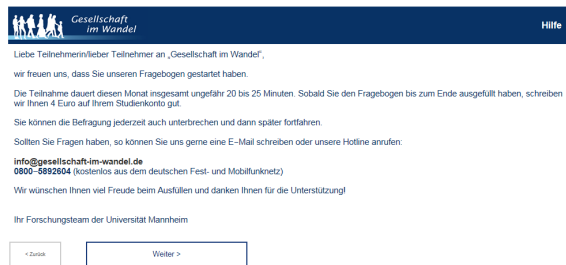 Gesellschaft
im Wandel
Hilfe
Liebe Teilnehmerin/lieber Teilnehmer an „Gesellschaft im Wandel",
wir freuen uns, dass Sie unseren Fragebogen gestartet haben.
Die Teilnahme dauert diesen Monat insgesamt ungefähr 20 bis 25 Minuten. Sobald Sie den Fragebogen bis zum Ende ausgefüllt haben, schreiben
wir Ihnen 4 Euro auf Ihrem Studienkonto gut.
Sie können die Befragung jederzeit auch unterbrechen und dann später fortfahren.
Sollten Sie Fragen haben, so können Sie uns gerne eine E-Mail schreiben oder unsere Hotline anrufen:
info@gesellschaft-im-wandel.de
0800-5892604 (kostenlos aus dem deutschen Fest- und Mobilfunknetz)
Wir wünschen Ihnen viel Freude beim Ausfüllen und danken Ihnen für die Unterstützung!
Ihr Forschungsteam der Universität Mannheim
< Zurück
Weiter >